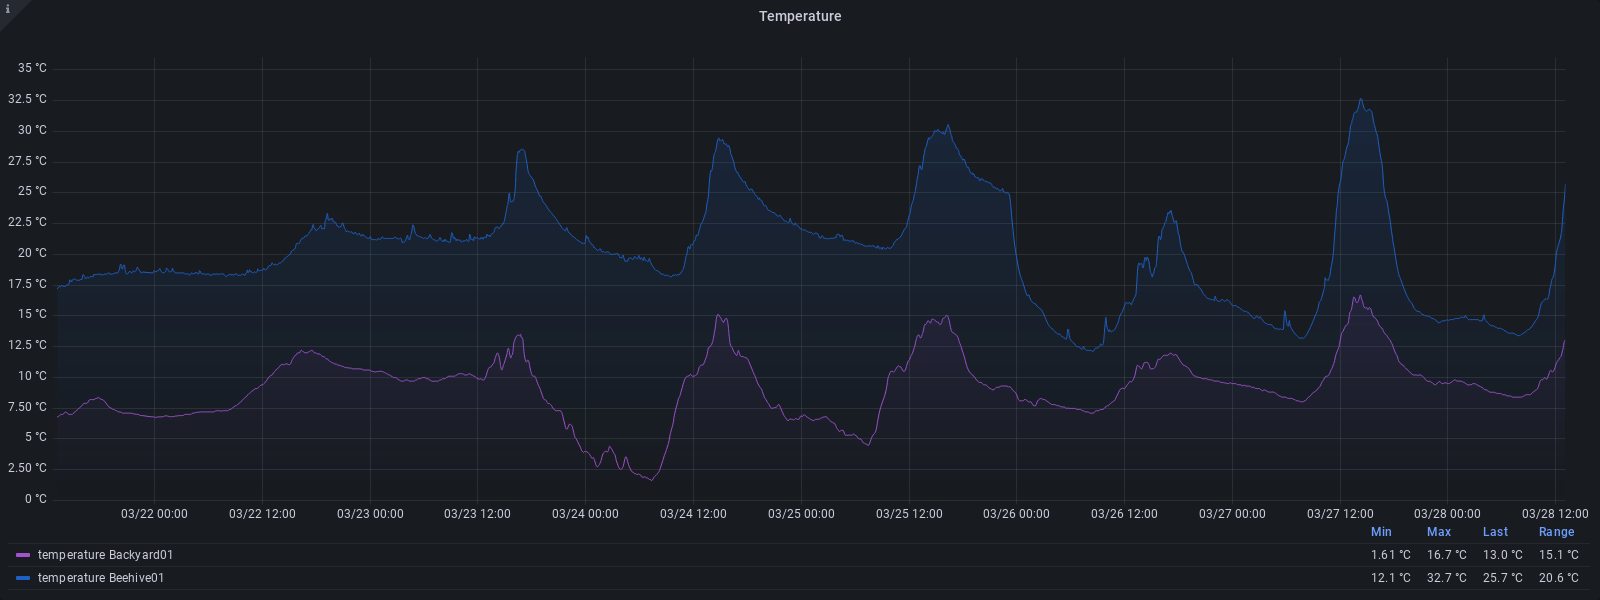 i
Temperature
35 °C
32.5 °C
30 °C
27.5 °C
25 °C
22.5 °C
20 °C
17.5 °C
15 °C
12.5 °C
10 °C
7.50 °C
5 °C
2.50 °C
0 °C
03/22 00:00 03/22 12:00 03/23 00:00 03/23 12:00 03/24 00:00 03/24 12:00 03/25 00:00 03/25 12:00 03/26 00:00 03/26 12:00 03/27 00:00 03/27 12:00 03/28 00:00 03/28 12:00
Min Max Last Range
temperature Backyard01 1.61 °C 16.7 °C 13.0 °C 15.1 °C
temperature Beehive01 12.1 °C 32.7 °C 25.7 °C 20.6 °C